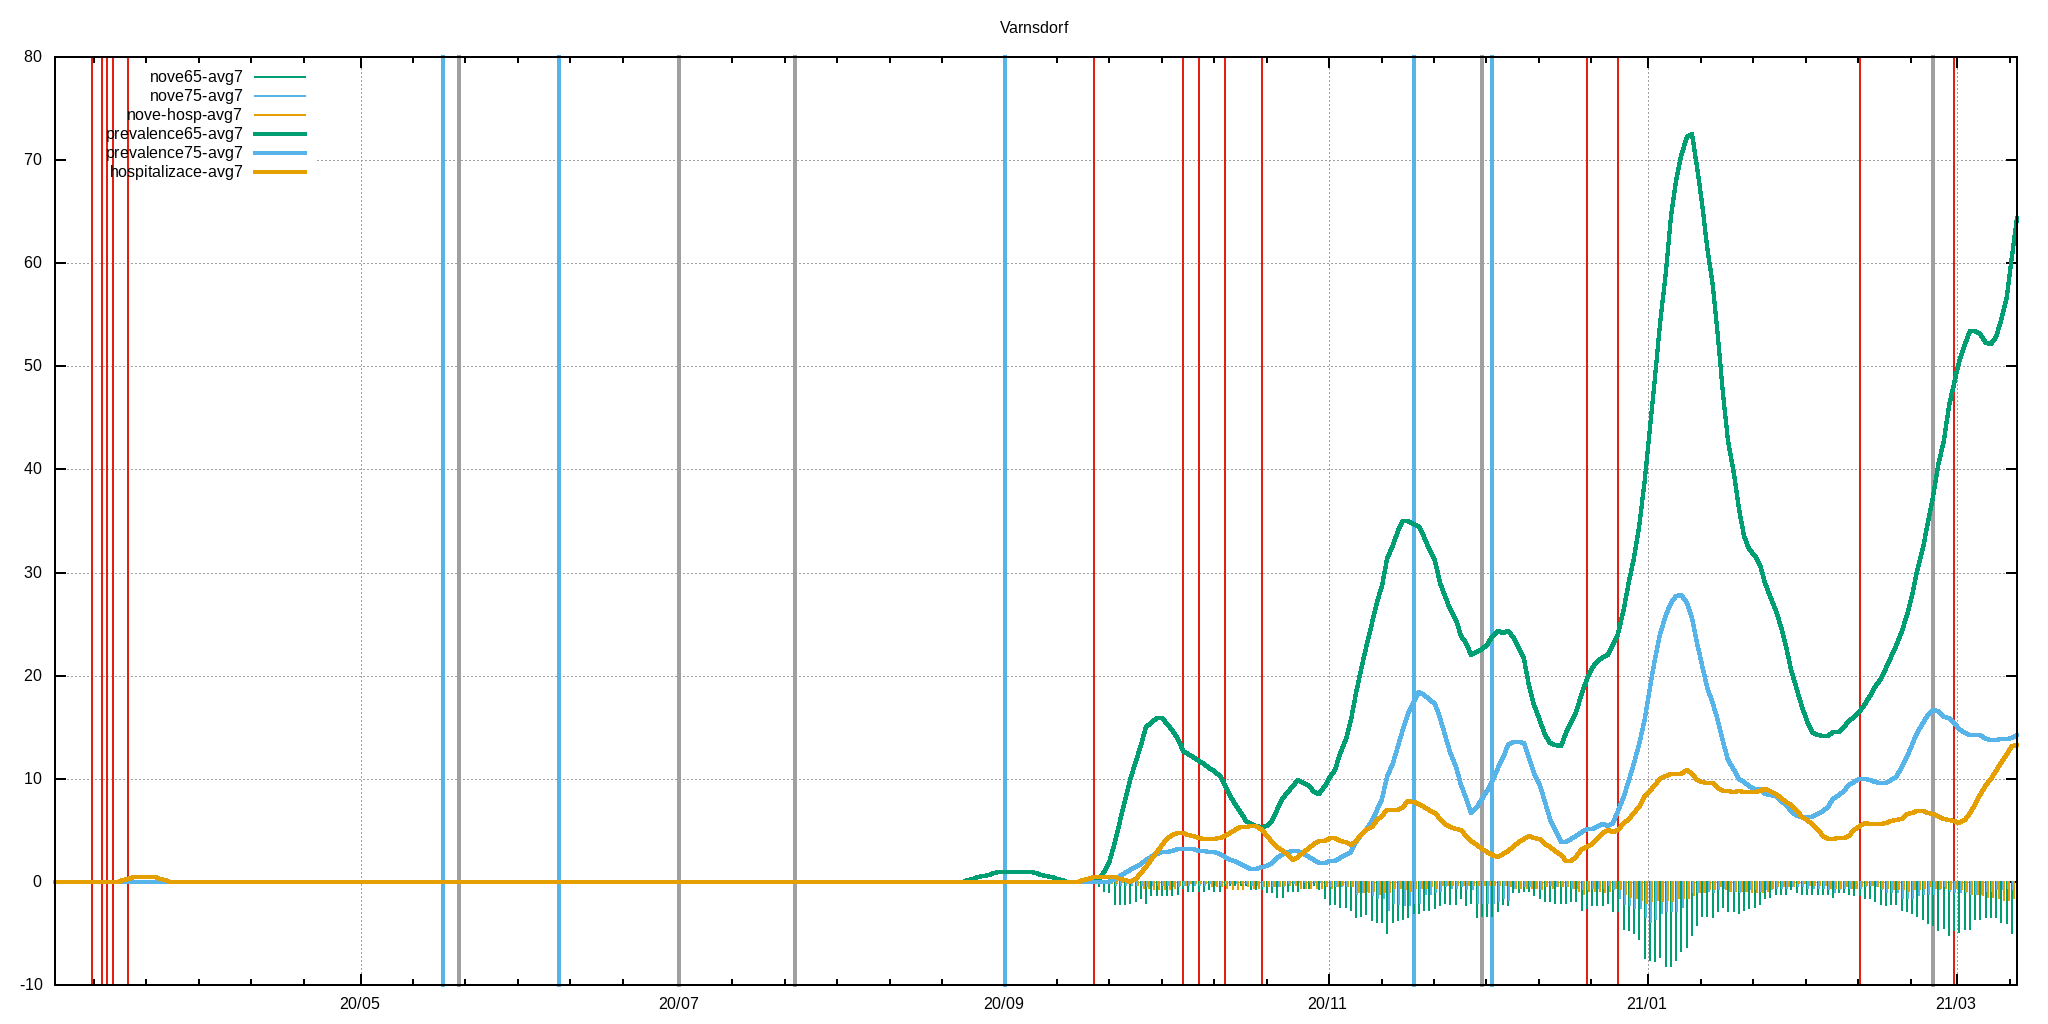 Varnsdorf
80
70
60
50
40
30
20
10
0
-10
nove65-avg7
nove75-avg7
nove-hosp-avg7
prevalence65-avg7
prevalence75-avg7
hospitalizace-avg7
20/05
20/07
20/09
20/11
21/01
21/03